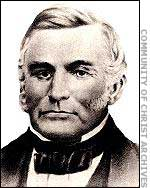 COMMUNITY OF CHRIST ARCHIVES